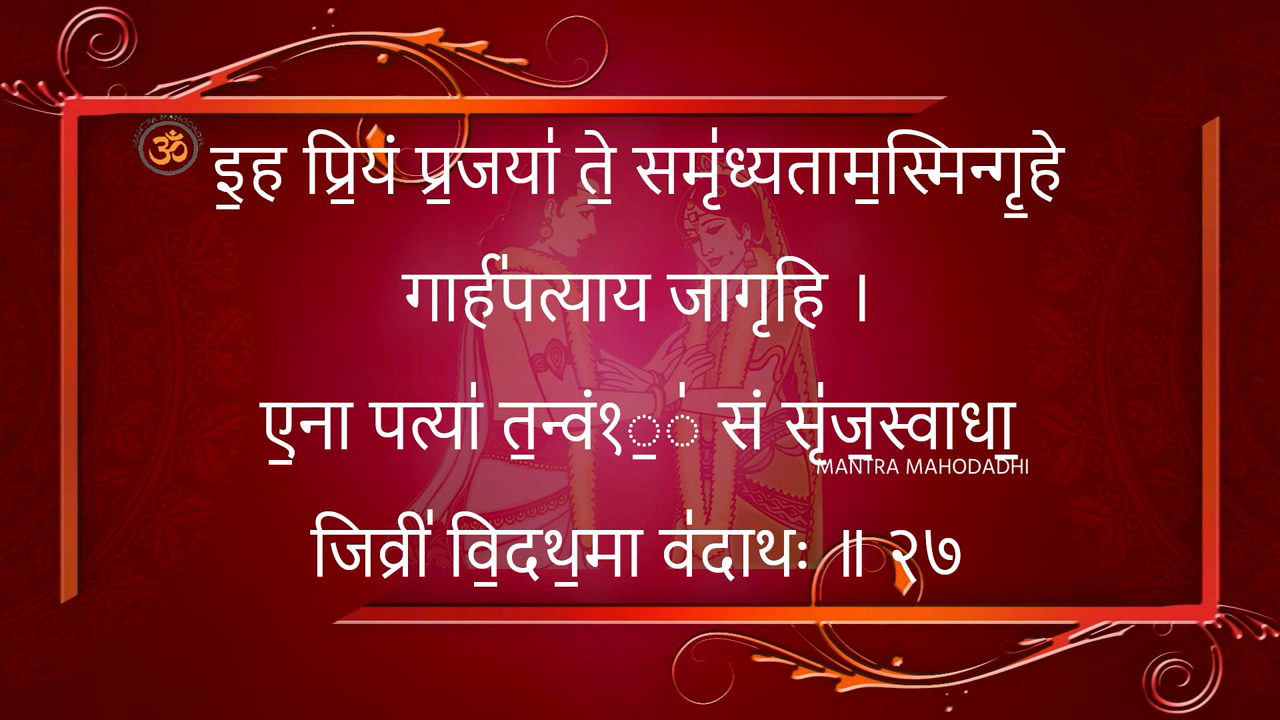 इ॒ह प्रि॒यं प्र॒जया॑ ते॒ समृ॑ध्यताम॒स्मिन्गृ॒हे
गार्ह॑पत्याय जागृहि ।
ए॒ना पत्या॑ त॒न्वं१॒॑ सं सृ॑ज॒स्वाधा॒
MANTRA MAHODADHI
जिव्री॑ वि॒दथ॒मा व॑दाथः ॥ २७